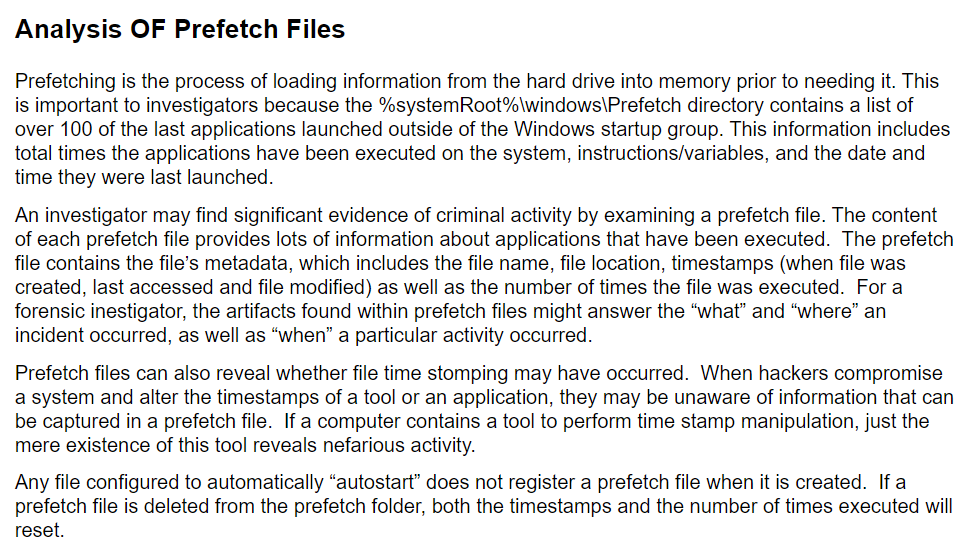 Analysis OF Prefetch Files
Prefetching is the process of loading information from the hard drive into memory prior to needing it. This
is important to investigators because the %systemRoot%\windows\Prefetch directory contains a list of
over 100 of the last applications launched outside of the Windows startup group. This information includes
total times the applications have been executed on the system, instructions/variables, and the date and
time they were last launched.
An investigator may find significant evidence of criminal activity by examining a prefetch file. The content
of each prefetch file provides lots of information about applications that have been executed.  The prefetch
file contains the file’s metadata, which includes the file name, file location, timestamps (when file was
created, last accessed and file modified) as well as the number of times the file was executed.  For a
forensic inestigator, the artifacts found within prefetch files might answer the “what” and “where” an
incident occurred, as well as “when” a particular activity occurred.
Prefetch files can also reveal whether file time stomping may have occurred.  When hackers compromise
a system and alter the timestamps of a tool or an application, they may be unaware of information that can
be captured in a prefetch file.  If a computer contains a tool to perform time stamp manipulation, just the
mere existence of this tool reveals nefarious activity.
Any file configured to automatically “autostart” does not register a prefetch file when it is created.  If a
prefetch file is deleted from the prefetch folder, both the timestamps and the number of times executed will
reset.